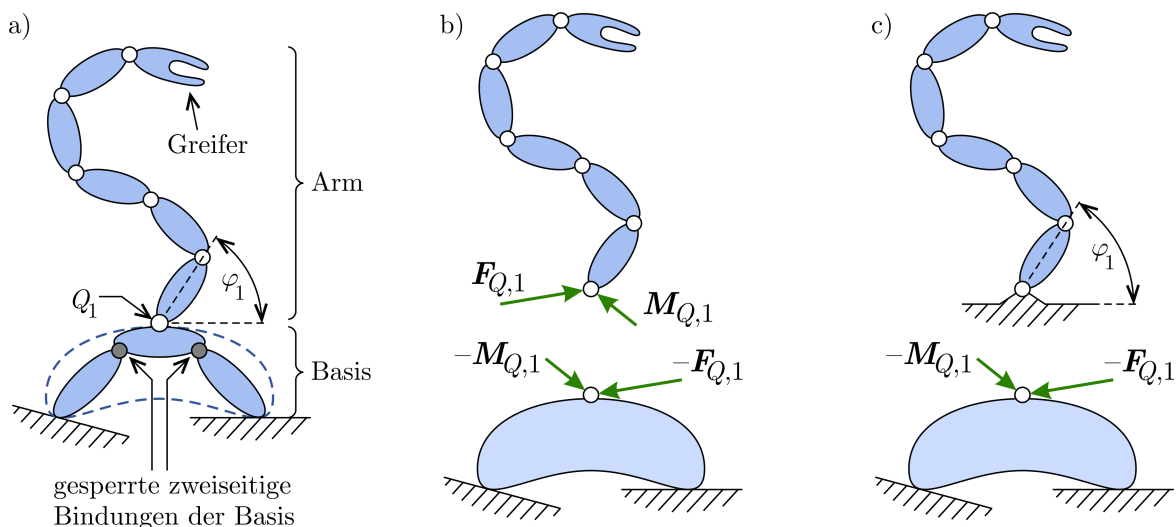 a)
Greifer
Arm
φ1
Q1
Basis
gesperrte zweiseitige
Bindungen der Basis
b)
FQ,1
MQ,1
−MQ,1
−FQ,1
c)
φ1
−MQ,1
−FQ,1